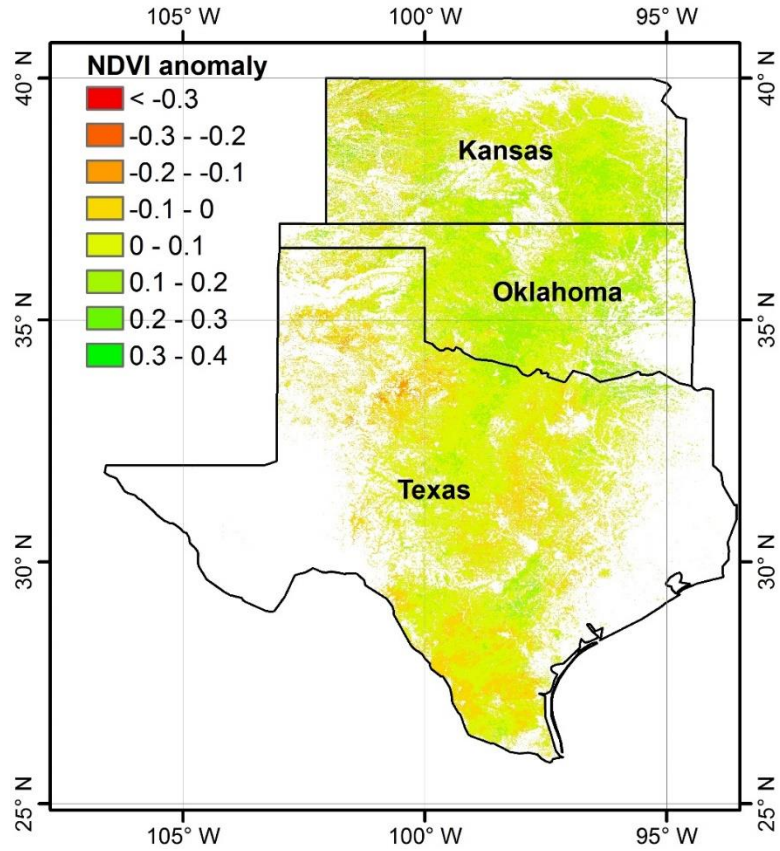 105° W 100° W 95° W
NDVI anomaly
< -0.3
-0.3 - -0.2
-0.2 - -0.1
-0.1 - 0
0 - 0.1
0.1 - 0.2
0.2 - 0.3
0.3 - 0.4
40° N 40° N
Kansas
Oklahoma
35° N 35° N
Texas
30° N 30° N
25° N 25° N
105° W 100° W 95° W